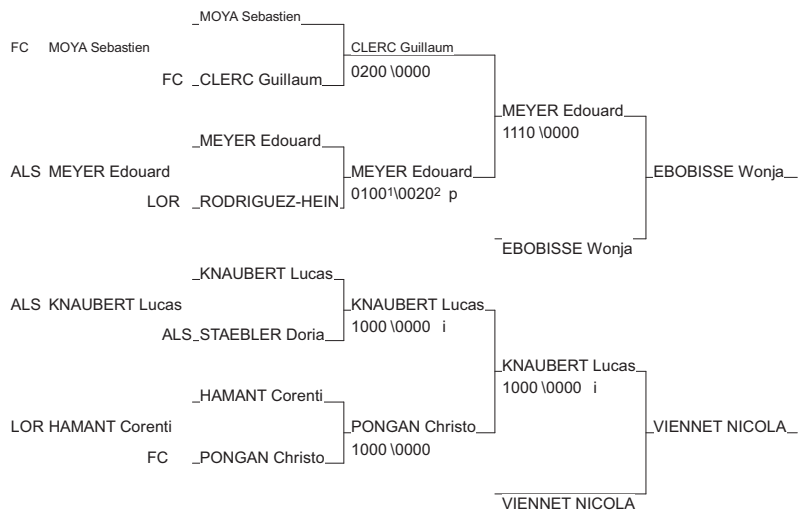 MOYA Sebastien
FC MOYA Sebastien
CLERC Guillaum
FC CLERC Guillaum
0200 \0000
MEYER Edouard
1110 \0000
MEYER Edouard
ALS MEYER Edouard
MEYER Edouard
EBOBISSE Wonja
LOR RODRIGUEZ-HEIN
0100¹\0020² p
EBOBISSE Wonja
KNAUBERT Lucas
ALS KNAUBERT Lucas
KNAUBERT Lucas
ALS STAEBLER Doria
1000 \0000 i
KNAUBERT Lucas
1000 \0000 i
HAMANT Corenti
LOR HAMANT Corenti
PONGAN Christo
VIENNET NICOLA
FC PONGAN Christo
1000 \0000
VIENNET NICOLA